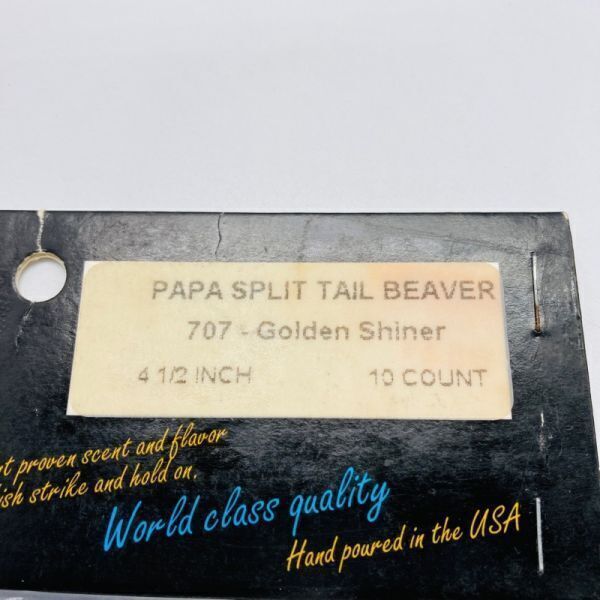 PAPA SPLIT TAIL BEAVER
707 - Golden Shiner
4 1/2 INCH 10 COUNT
proven scent and flavor
strike and hold on.
World class quality
Hand poured in the USA